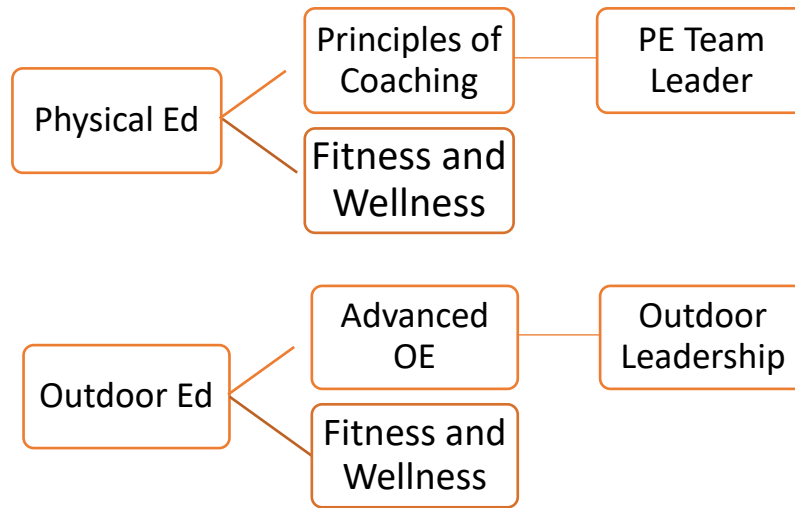 Physical Ed
Principles of
Coaching
PE Team
Leader
Fitness and
Wellness
Outdoor Ed
Advanced
OE
Outdoor
Leadership
Fitness and
Wellness